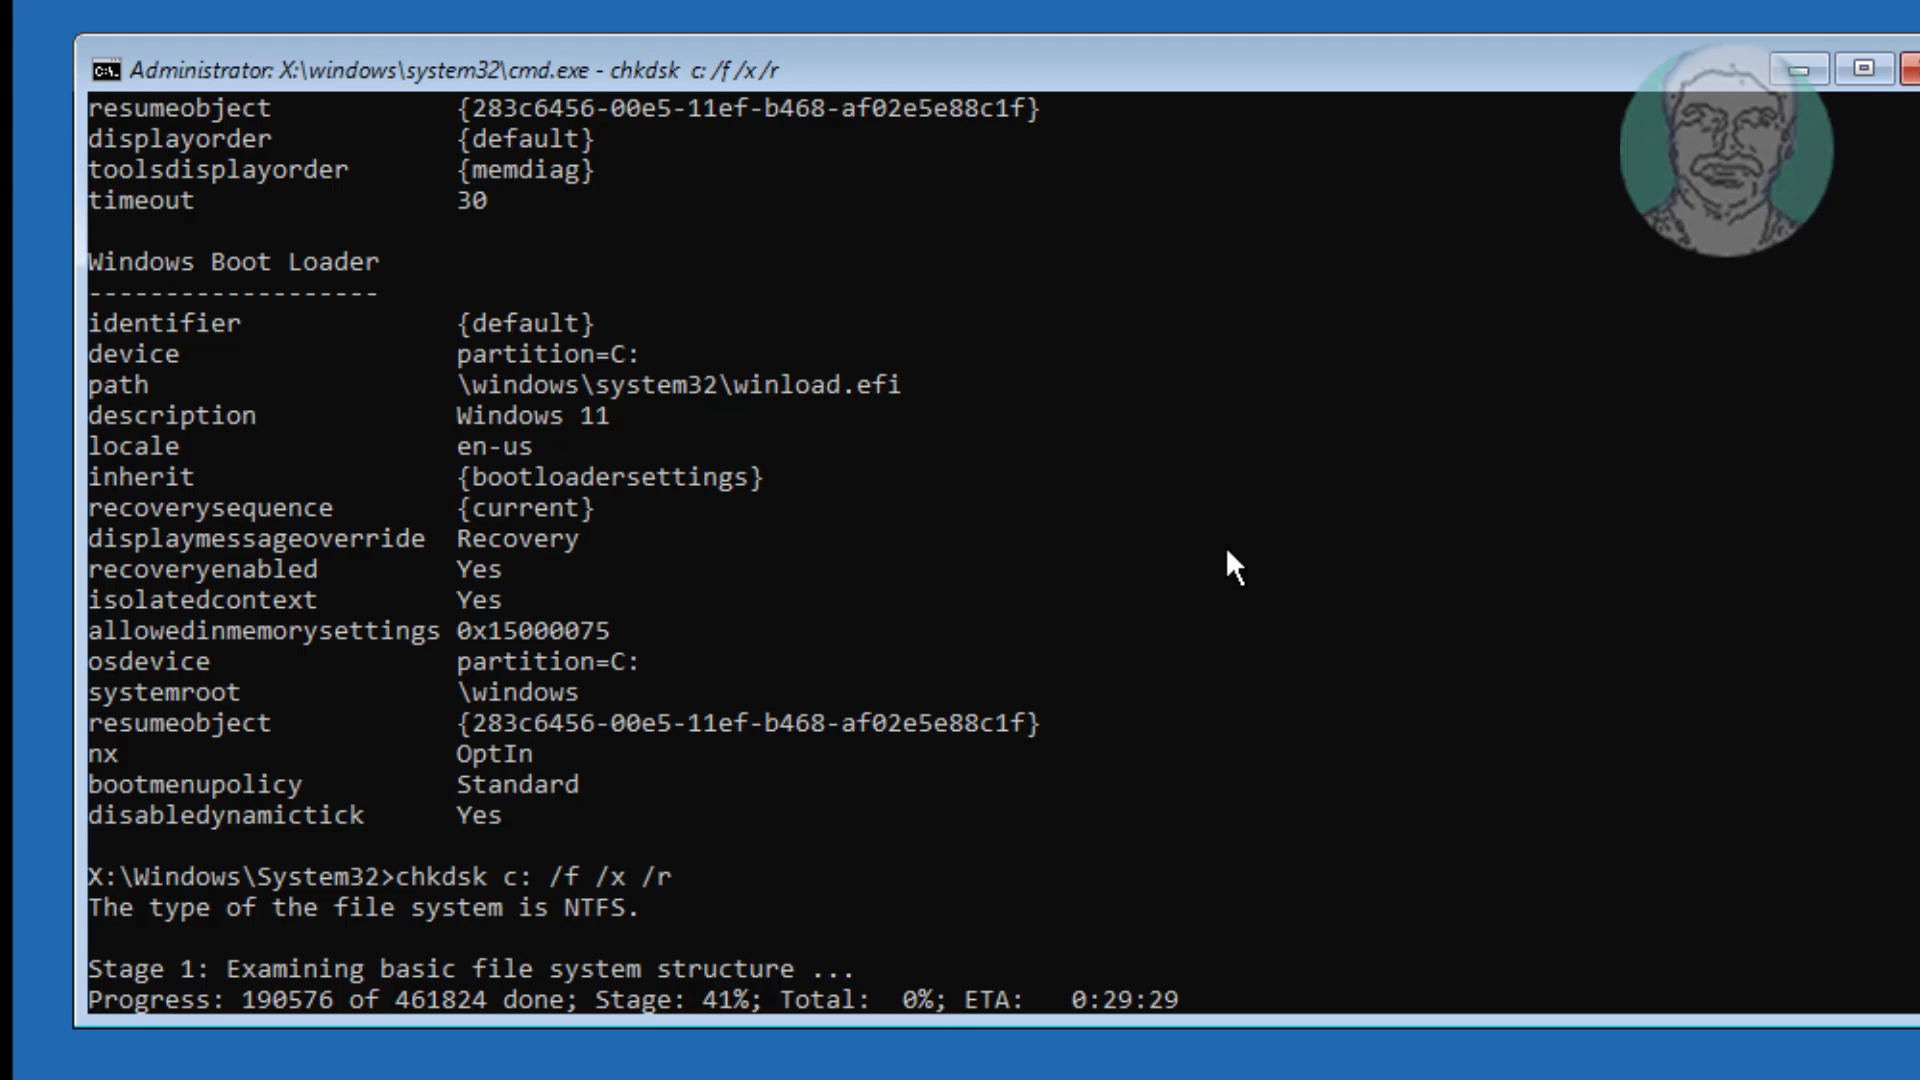 Administrator: X:\windows\system32\cmd.exe - chkdsk  c: /f /x /r
resumeobject            {283c6456-00e5-11ef-b468-af02e5e88c1f}
displayorder            {default}
toolsdisplayorder       {memdiag}
timeout                 30

Windows Boot Loader
-------------------
identifier              {default}
device                  partition=C:
path                    \windows\system32\winload.efi
description             Windows 11
locale                  en-us
inherit                 {bootloadersettings}
recoverysequence        {current}
displaymessageoverride  Recovery
recoveryenabled         Yes
isolatedcontext         Yes
allowedinmemorysettings 0x15000075
osdevice                partition=C:
systemroot              \windows
resumeobject            {283c6456-00e5-11ef-b468-af02e5e88c1f}
nx                      OptIn
bootmenupolicy          Standard
disabledynamictick      Yes

X:\Windows\System32>chkdsk c: /f /x /r
The type of the file system is NTFS.

Stage 1: Examining basic file system structure ...
Progress: 190576 of 461824 done; Stage: 41%; Total:  0%; ETA:   0:29:29